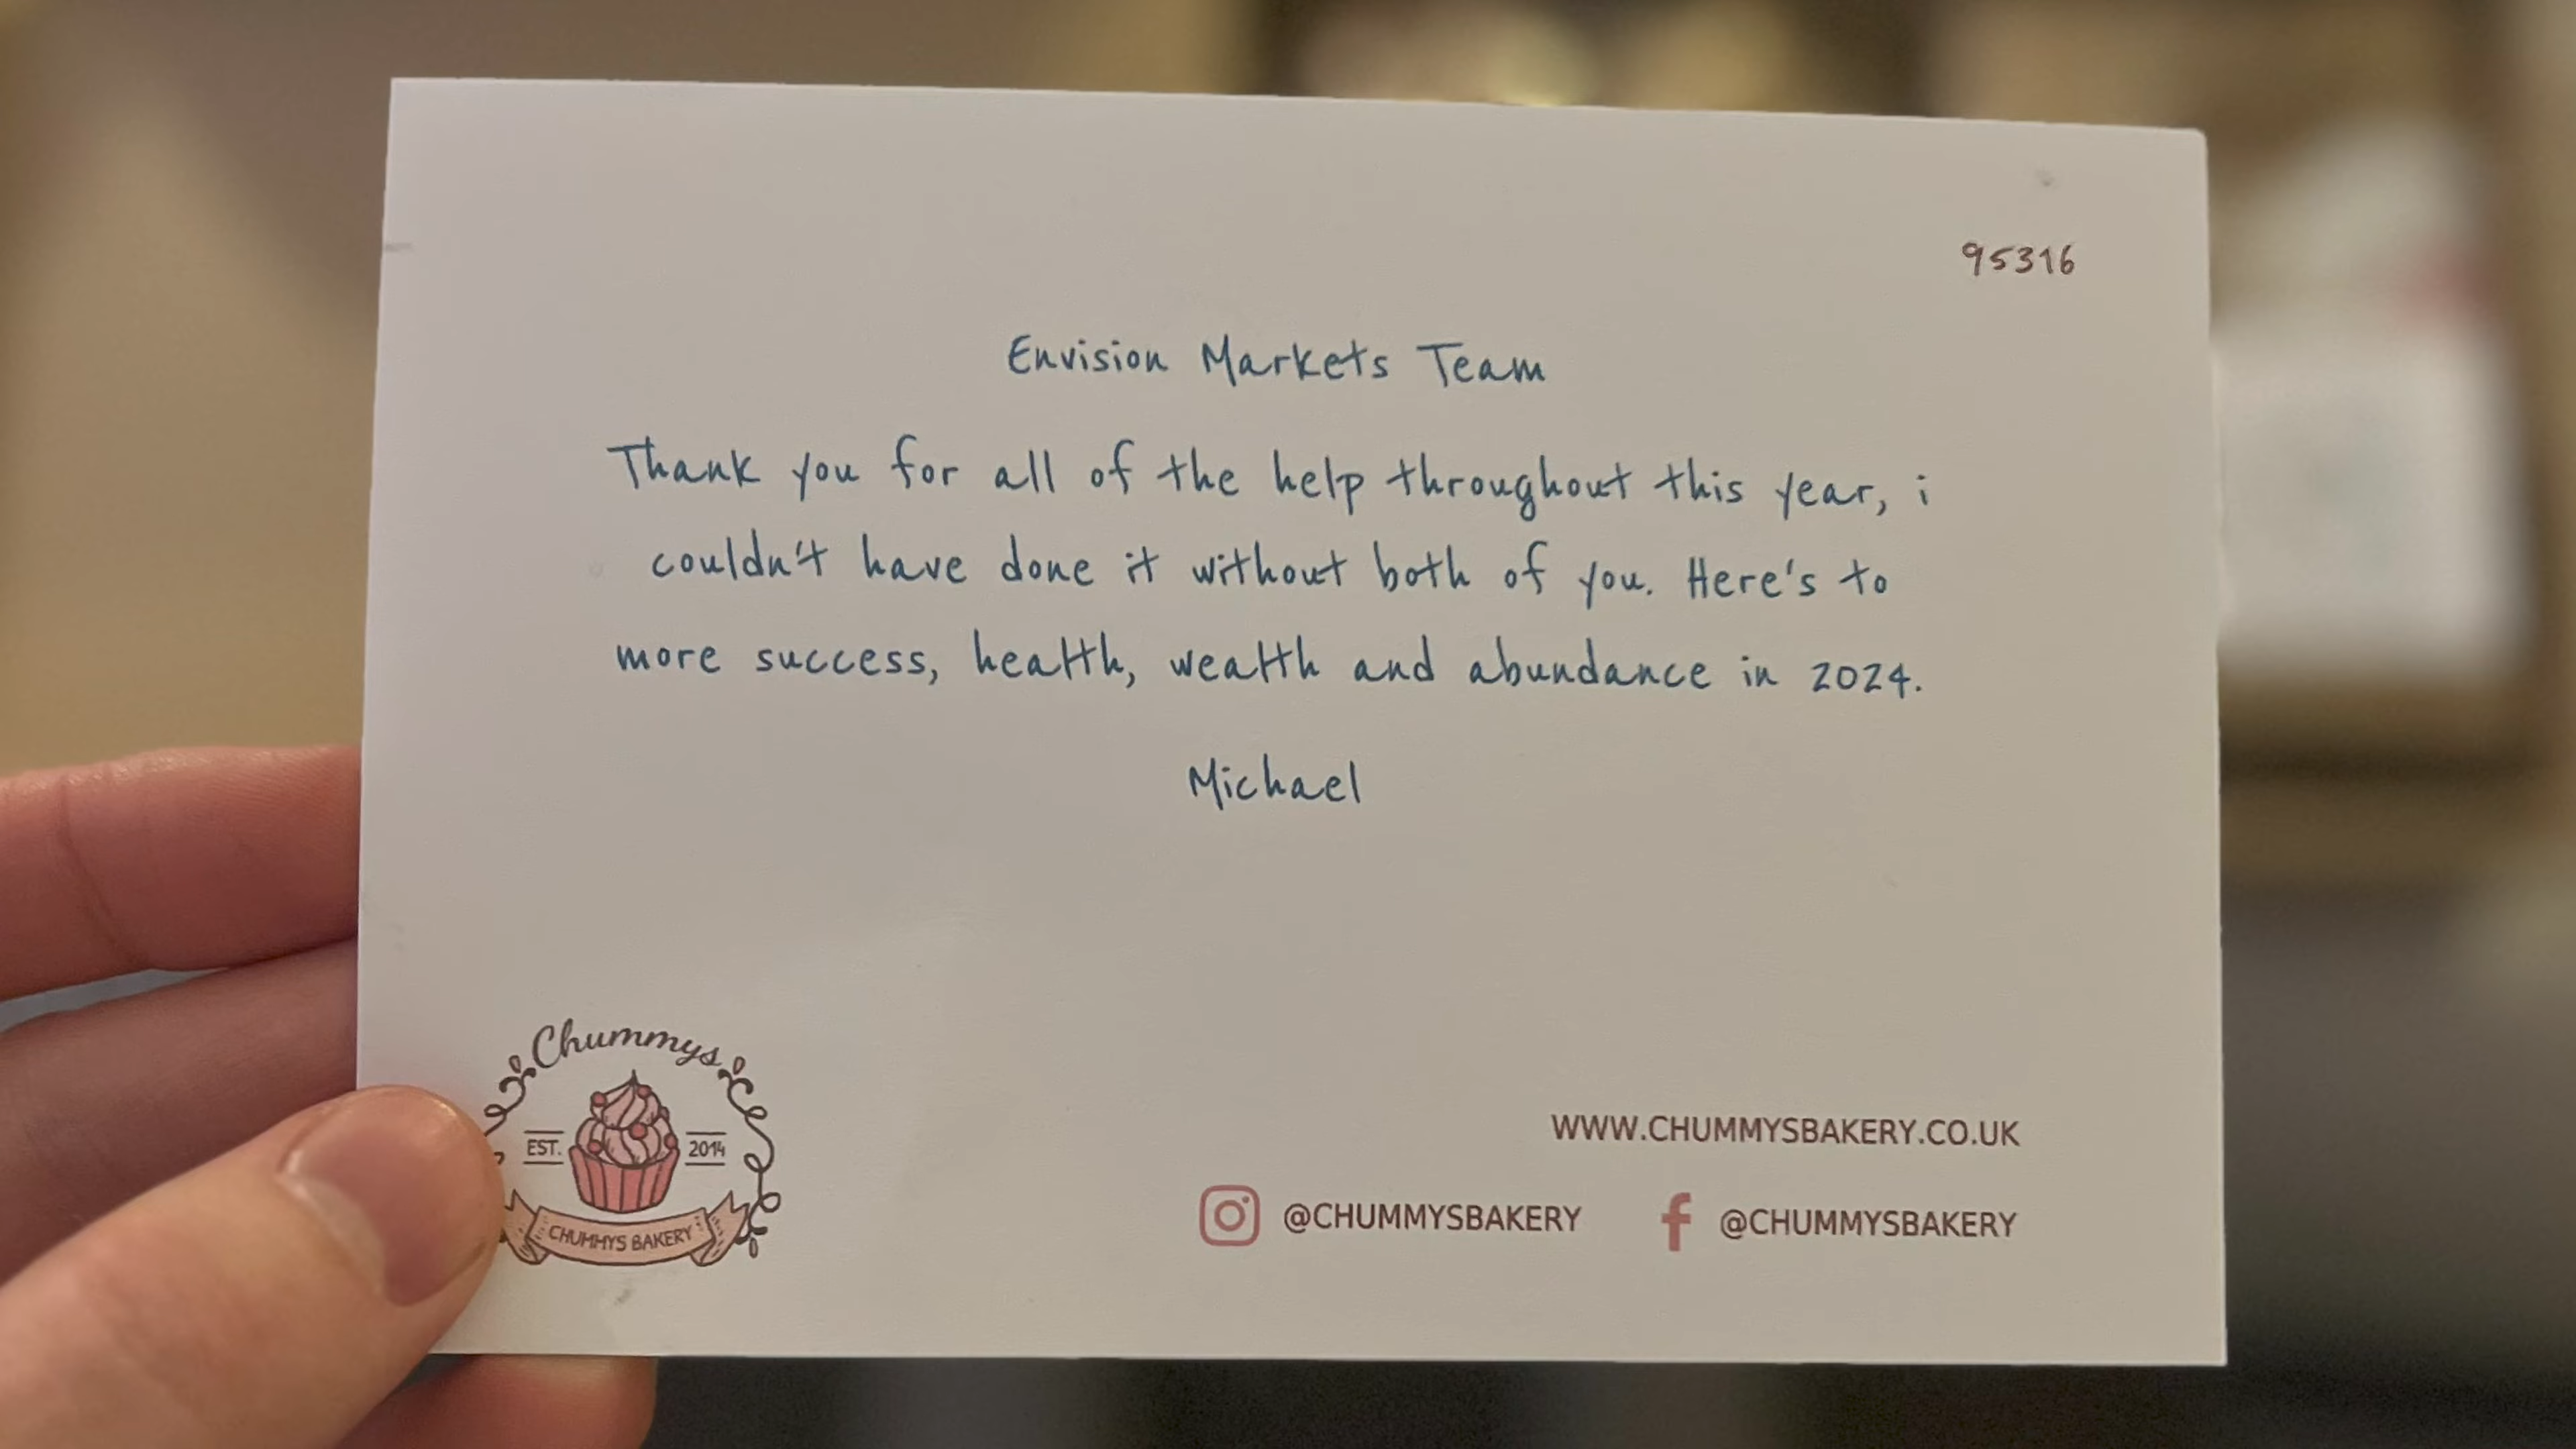 95316
Envision Markets Team
Thank you for all of the help throughout this year, i
couldn't have done it without both of you. Here's to
more success, health, wealth and abundance in 2024.
Michael
Chummys
EST. 2014
CHUMMYS BAKERY
WWW.CHUMMYSBAKERY.CO.UK
@CHUMMYSBAKERY f @CHUMMYSBAKERY